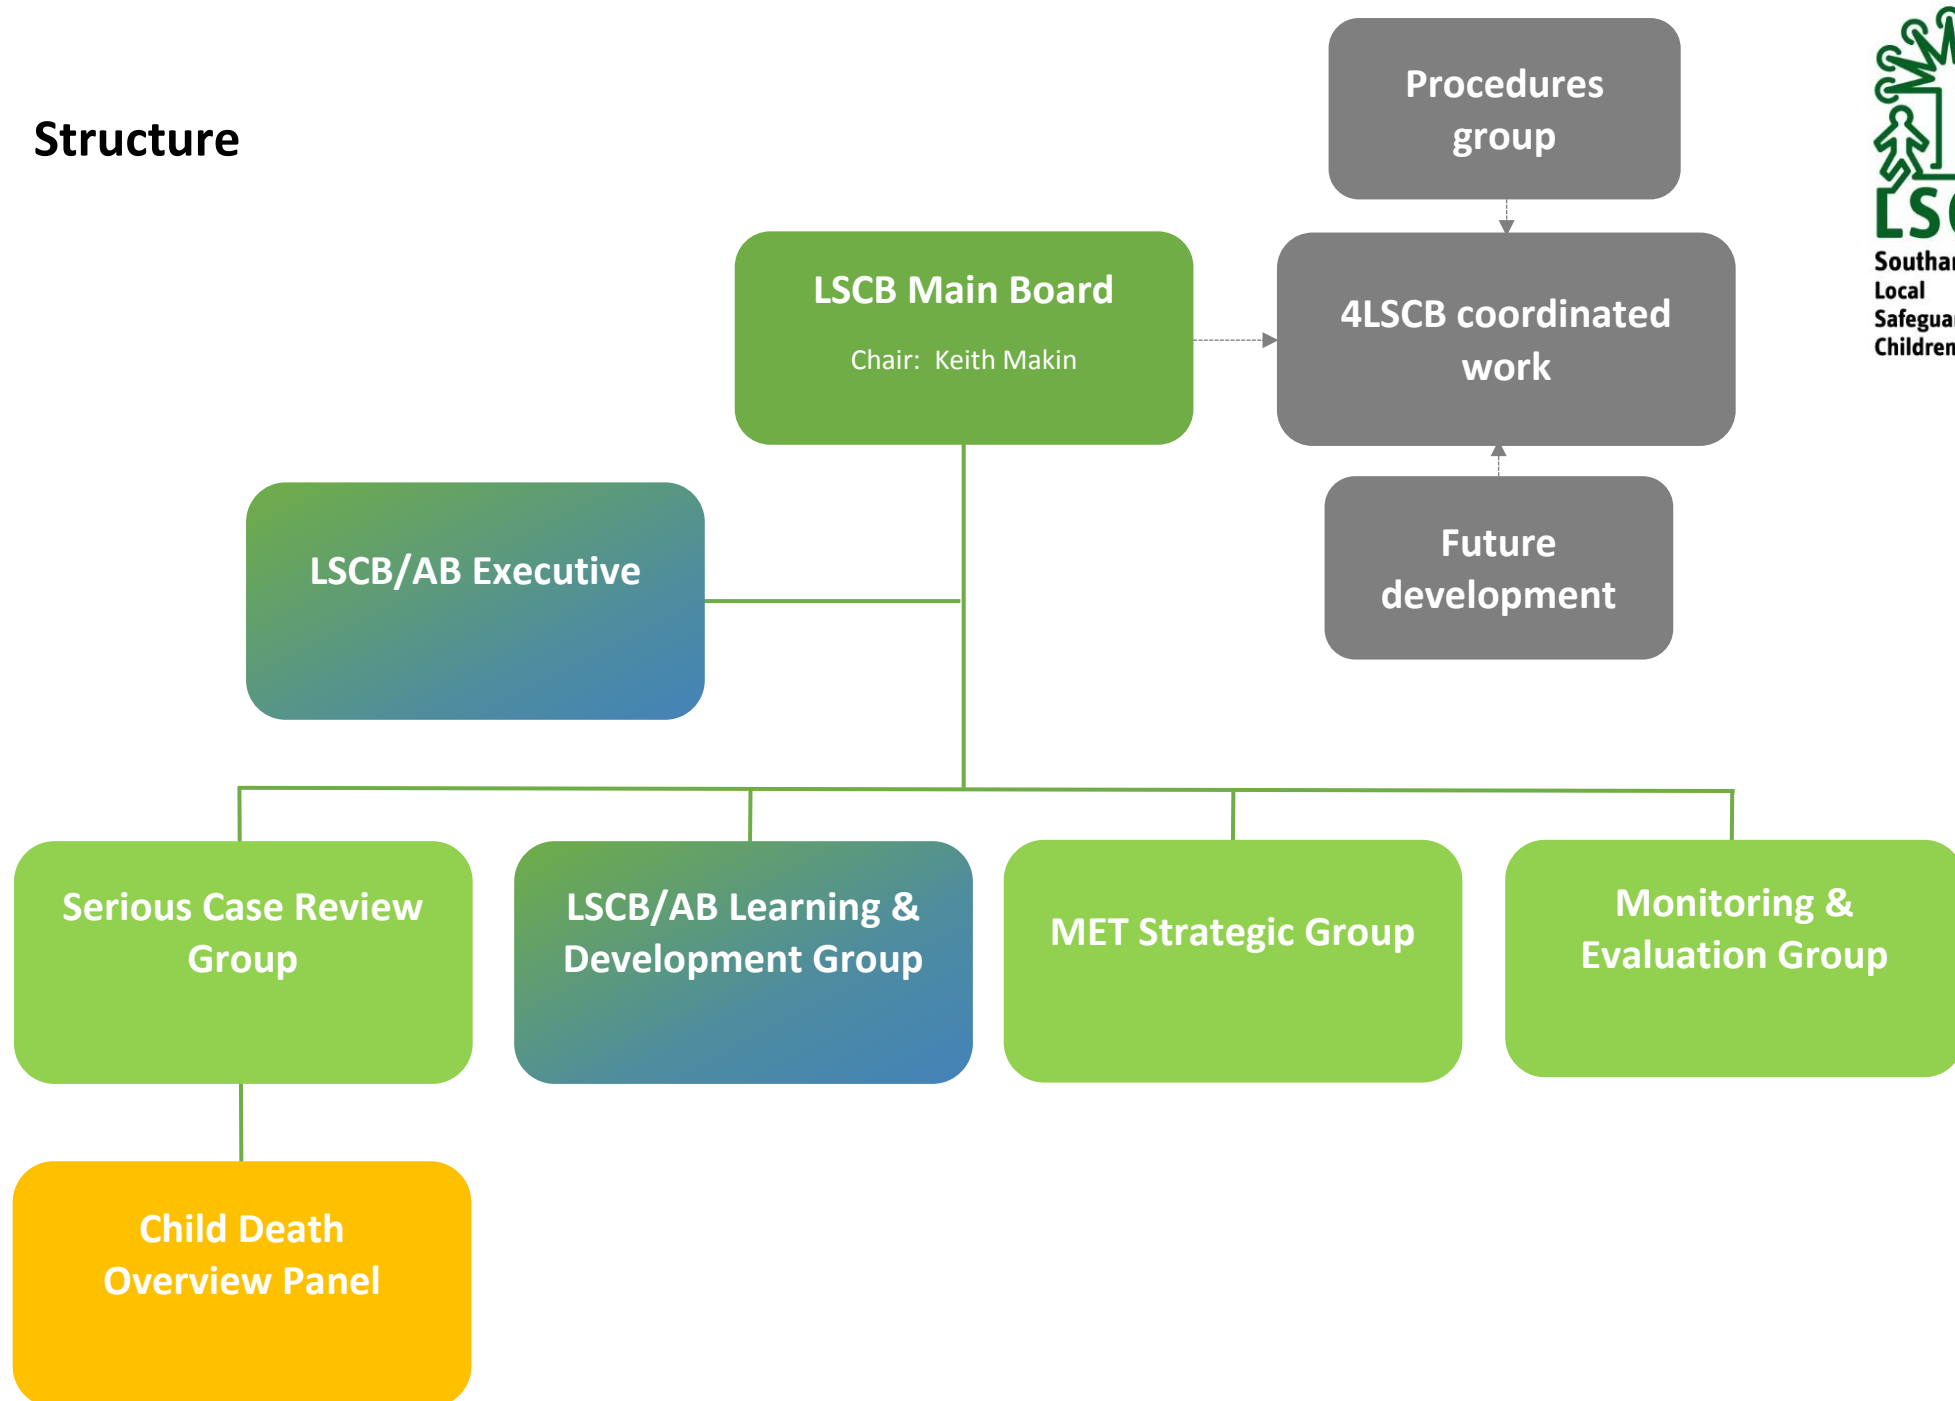 Structure
Procedures
group
LSCB Main Board
Chair: Keith Makin
4LSCB coordinated
work
Local
LSCB/AB Executive
Future
development
Serious Case Review
Group
LSCB/AB Learning &
Development Group
MET Strategic Group
Monitoring &
Evaluation Group
Child Death
Overview Panel